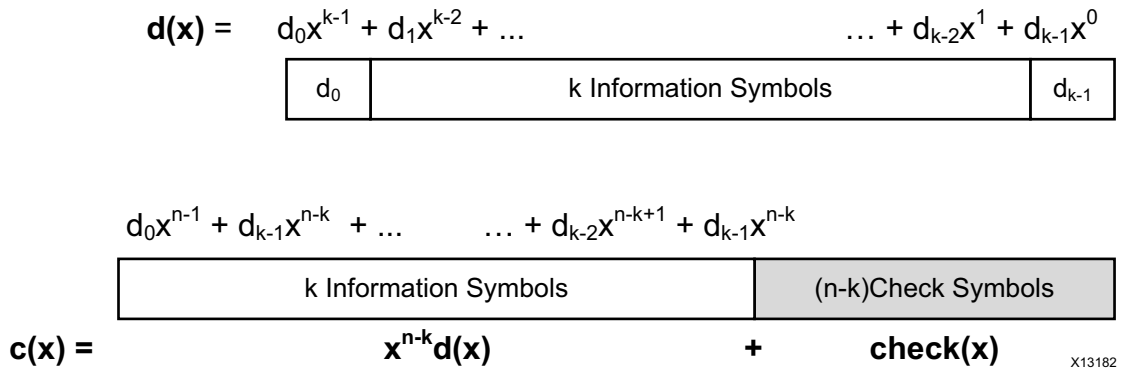 d(x) = d₀xᵏ⁻¹ + d₁xᵏ⁻² + ... … + dₖ₋₂x¹ + dₖ₋₁x⁰
d₀ k Information Symbols dₖ₋₁
d₀xⁿ⁻¹ + dₖ₋₁xⁿ⁻ᵏ + ... … + dₖ₋₂xⁿ⁻ᵏ⁺¹ + dₖ₋₁xⁿ⁻ᵏ
k Information Symbols (n-k)Check Symbols
c(x) = xⁿ⁻ᵏd(x) + check(x)
X13182